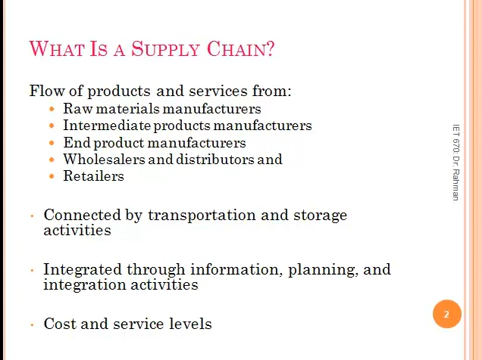 WHAT IS A SUPPLY CHAIN?
Flow of products and services from:
• Raw materials manufacturers
• Intermediate products manufacturers
• End product manufacturers
• Wholesalers and distributors and
• Retailers
• Connected by transportation and storage
activities
• Integrated through information, planning, and
integration activities
• Cost and service levels
IET 670: Dr. Rahman
2